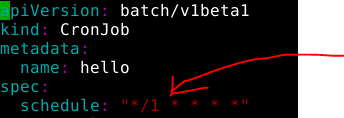 apiVersion: batch/v1beta1
kind: CronJob
metadata:
  name: hello
spec:
  schedule: "*/1 * * * *"